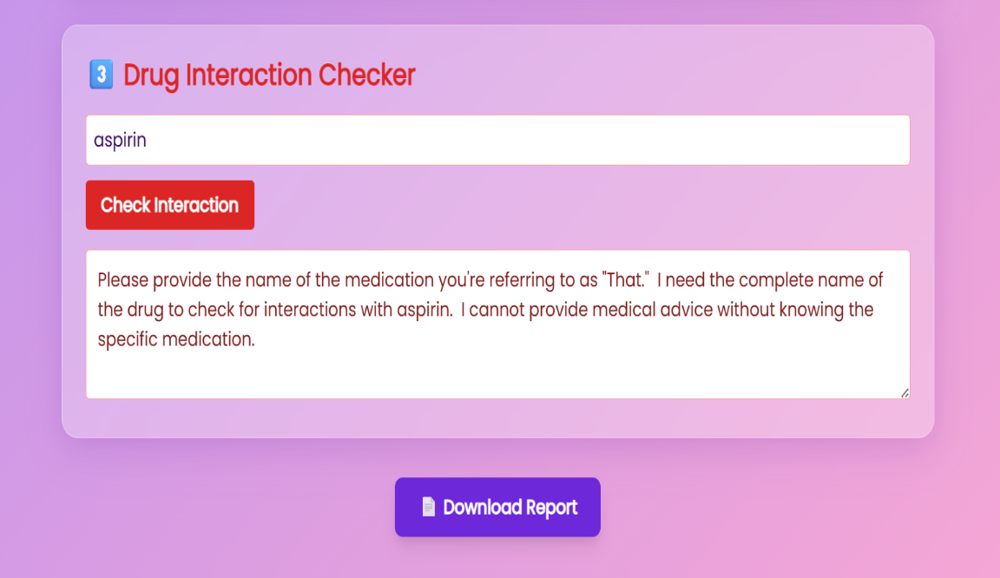 3 Drug Interaction Checker
aspirin
Check Interaction
Please provide the name of the medication you're referring to as "That."  I need the complete name of
the drug to check for interactions with aspirin.  I cannot provide medical advice without knowing the
specific medication.
Download Report